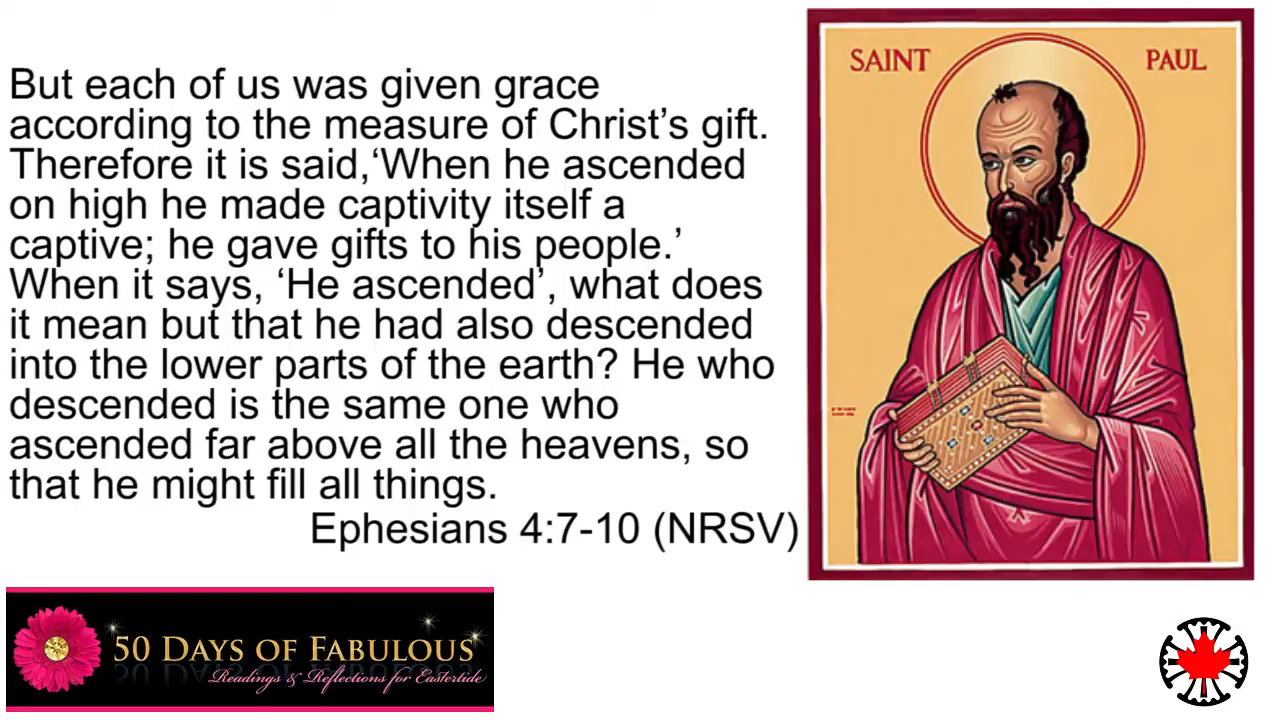 But each of us was given grace
according to the measure of Christ’s gift.
Therefore it is said,‘When he ascended
on high he made captivity itself a
captive; he gave gifts to his people.’
When it says, ‘He ascended’, what does
it mean but that he had also descended
into the lower parts of the earth? He who
descended is the same one who
ascended far above all the heavens, so
that he might fill all things.
Ephesians 4:7-10 (NRSV)
SAINT PAUL
50 DAYS OF FABULOUS
Readings & Reflections for Eastertide